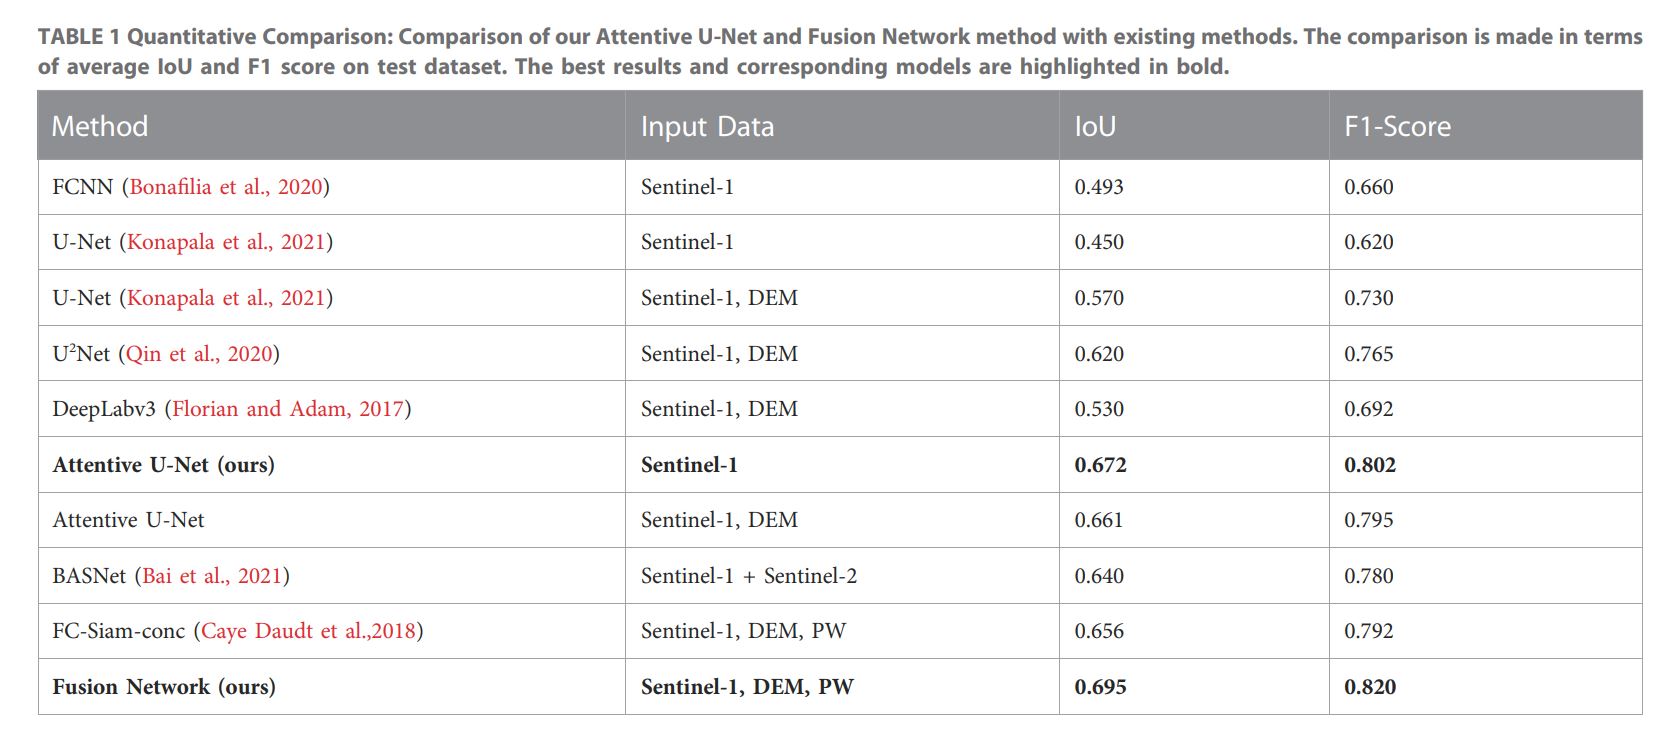 TABLE 1 Quantitative Comparison: Comparison of our Attentive U-Net and Fusion Network method with existing methods. The comparison is made in terms
of average IoU and F1 score on test dataset. The best results and corresponding models are highlighted in bold.
Method Input Data IoU F1-Score
FCNN (Bonafilia et al., 2020) Sentinel-1 0.493 0.660
U-Net (Konapala et al., 2021) Sentinel-1 0.450 0.620
U-Net (Konapala et al., 2021) Sentinel-1, DEM 0.570 0.730
U²Net (Qin et al., 2020) Sentinel-1, DEM 0.620 0.765
DeepLabv3 (Florian and Adam, 2017) Sentinel-1, DEM 0.530 0.692
Attentive U-Net (ours) Sentinel-1 0.672 0.802
Attentive U-Net Sentinel-1, DEM 0.661 0.795
BASNet (Bai et al., 2021) Sentinel-1 + Sentinel-2 0.640 0.780
FC-Siam-conc (Caye Daudt et al.,2018) Sentinel-1, DEM, PW 0.656 0.792
Fusion Network (ours) Sentinel-1, DEM, PW 0.695 0.820